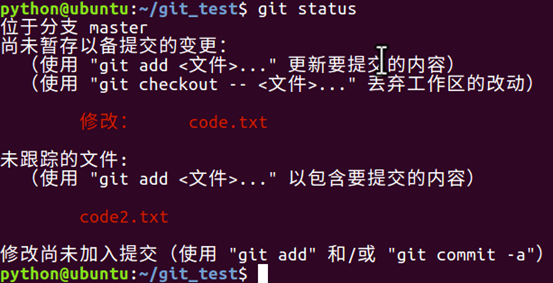 python@ubuntu:~/git_test$ git status
位于分支 master
尚未暂存以备提交的变更：
（使用 "git add <文件>..." 更新要提交的内容）
（使用 "git checkout -- <文件>..." 丢弃工作区的改动）
修改： code.txt
未跟踪的文件:
（使用 "git add <文件>..." 以包含要提交的内容）
code2.txt
修改尚未加入提交（使用 "git add" 和/或 "git commit -a"）
python@ubuntu:~/git_test$